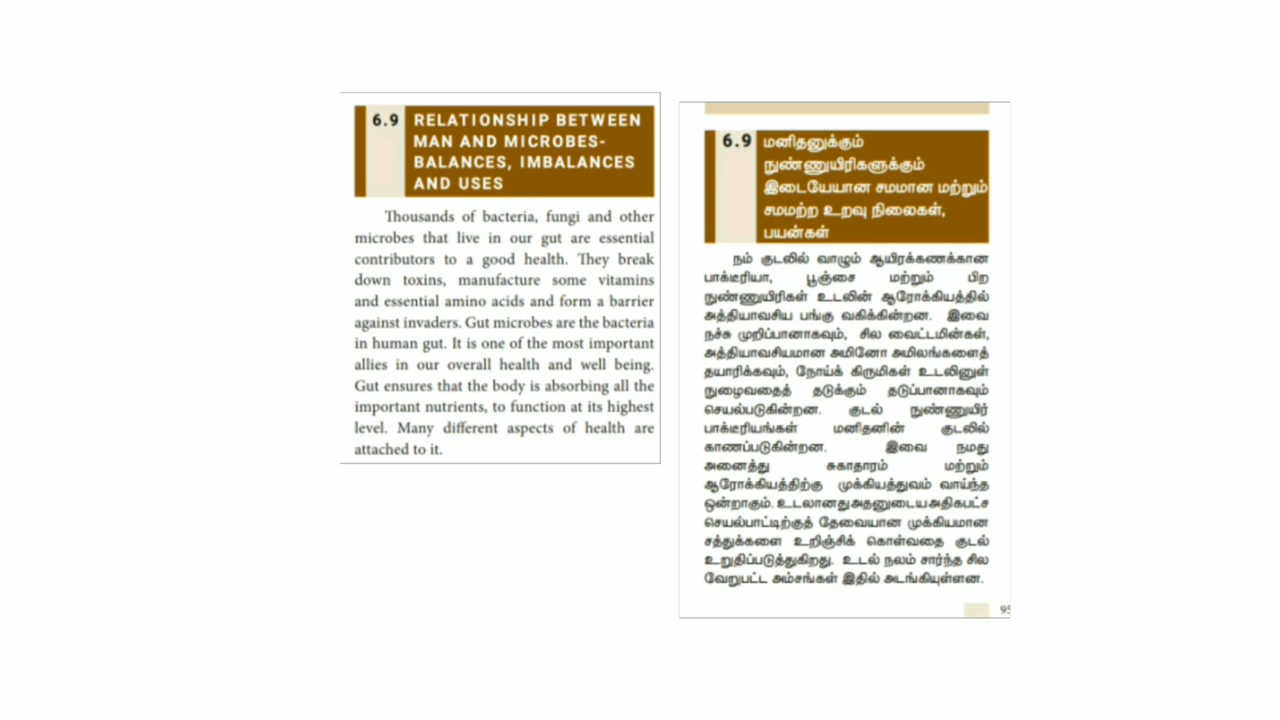 6.9 RELATIONSHIP BETWEEN
MAN AND MICROBES-
BALANCES, IMBALANCES
AND USES
Thousands of bacteria, fungi and other
microbes that live in our gut are essential
contributors to a good health. They break
down toxins, manufacture some vitamins
and essential amino acids and form a barrier
against invaders. Gut microbes are the bacteria
in human gut. It is one of the most important
allies in our overall health and well being.
Gut ensures that the body is absorbing all the
important nutrients, to function at its highest
level. Many different aspects of health are
attached to it.
6.9 மனிதனுக்கும்
நுண்ணுயிரிகளுக்கும்
இடையேயான சமமான மற்றும்
சமமற்ற உறவு நிலைகள்,
பயன்கள்
நம் குடலில் வாழும் ஆயிரக்கணக்கான
பாக்டீரியா, பூஞ்சை மற்றும் பிற
நுண்ணுயிரிகள் உடலின் ஆரோக்கியத்தில்
அத்தியாவசிய பங்கு வகிக்கின்றன. இவை
நச்சு முறிப்பானாகவும், சில வைட்டமின்கள்,
அத்தியாவசியமான அமினோ அமிலங்களைத்
தயாரிக்கவும், நோய்க் கிருமிகள் உடலினுள்
நுழைவதைத் தடுக்கும் தடுப்பானாகவும்
செயல்படுகின்றன. குடல் நுண்ணுயிர்
பாக்டீரியங்கள் மனிதனின் குடலில்
காணப்படுகின்றன. இவை நமது
அனைத்து சுகாதாரம் மற்றும்
ஆரோக்கியத்திற்கு முக்கியத்துவம் வாய்ந்த
ஒன்றாகும். உடலானது அதனுடைய அதிகபட்ச
செயல்பாட்டிற்குத் தேவையான முக்கியமான
சத்துக்களை உறிஞ்சிக் கொள்வதை குடல்
உறுதிப்படுத்துகிறது. உடல் நலம் சார்ந்த சில
வேறுபட்ட அம்சங்கள் இதில் அடங்கியுள்ளன.
95